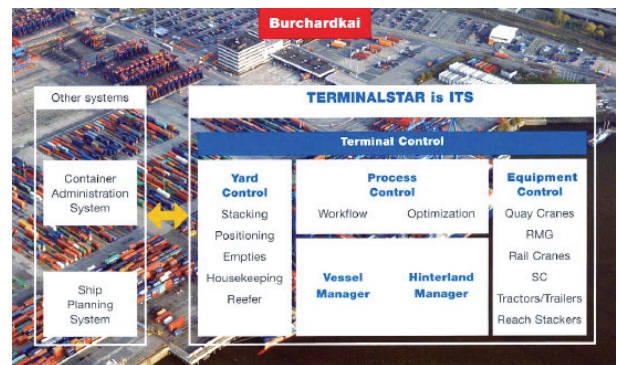 Burchardkai
Other systems
Container
Administration
System
Ship
Planning
System
TERMINALSTAR is ITS
Terminal Control
Yard
Control
Stacking
Positioning
Empties
Housekeeping
Reefer
Process
Control
Workflow Optimization
Vessel
Manager
Hinterland
Manager
Equipment
Control
Quay Cranes
RMG
Rail Cranes
SC
Tractors/Trailers
Reach Stackers